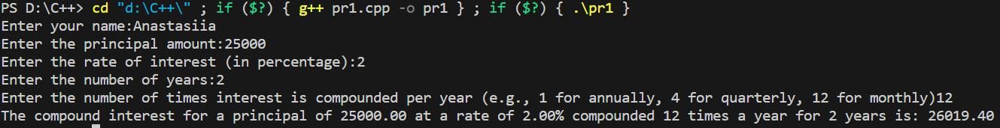 PS D:\C++> cd "d:\C++\" ; if ($?) { g++ pr1.cpp -o pr1 } ; if ($?) { .\pr1 }
Enter your name:Anastasiia
Enter the principal amount:25000
Enter the rate of interest (in percentage):2
Enter the number of years:2
Enter the number of times interest is compounded per year (e.g., 1 for annually, 4 for quarterly, 12 for monthly)12
The compound interest for a principal of 25000.00 at a rate of 2.00% compounded 12 times a year for 2 years is: 26019.40